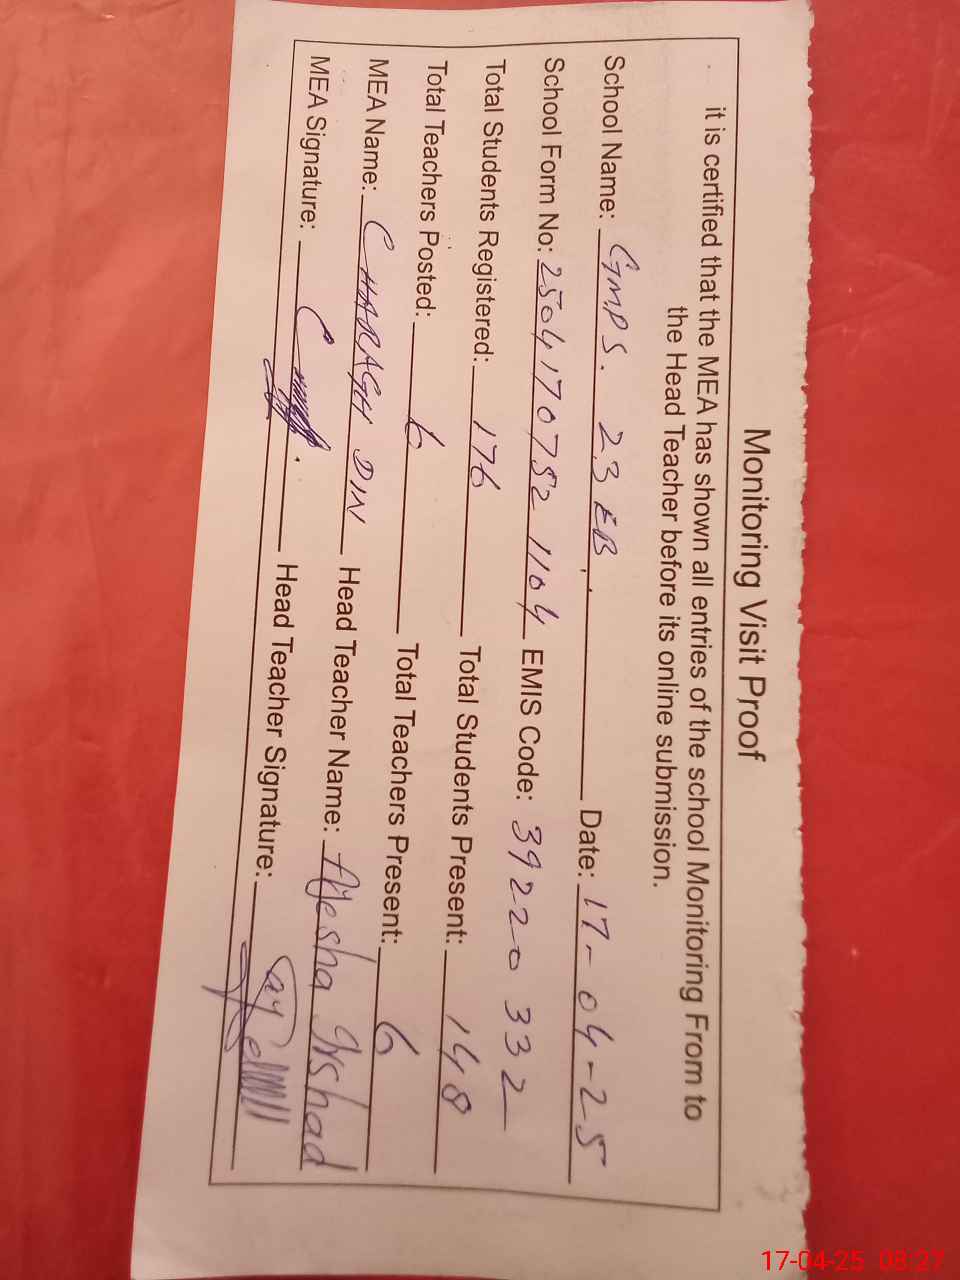 Monitoring Visit Proof
it is certified that the MEA has shown all entries of the school Monitoring From to
the Head Teacher before its online submission.
School Name: GMPS. 23 EB. Date: 17-04-25
School Form No: 25041707521104 EMIS Code: 39220332
Total Students Registered: 176 Total Students Present: 148
Total Teachers Posted: 6 Total Teachers Present: 6
MEA Name: CHARAGH DIN Head Teacher Name: Ayesha Irshad
MEA Signature: Head Teacher Signature:
17-04-25 08:27